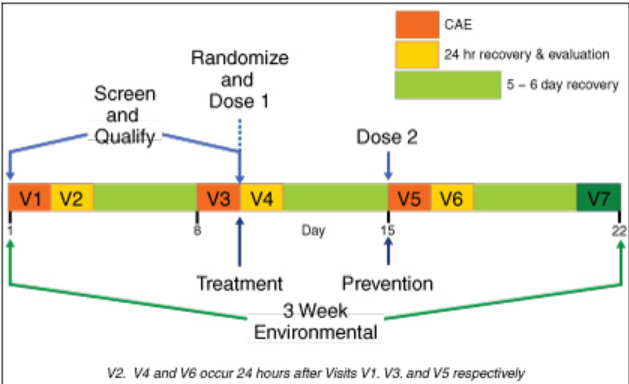 CAE
24 hr recovery & evaluation
5 – 6 day recovery
Randomize
and
Dose 1
Screen
and
Qualify
Dose 2
V1 V2 V3 V4 V5 V6 V7
1 8 Day 15 22
Treatment Prevention
3 Week
Environmental
V2. V4 and V6 occur 24 hours after Visits V1. V3. and V5 respectively